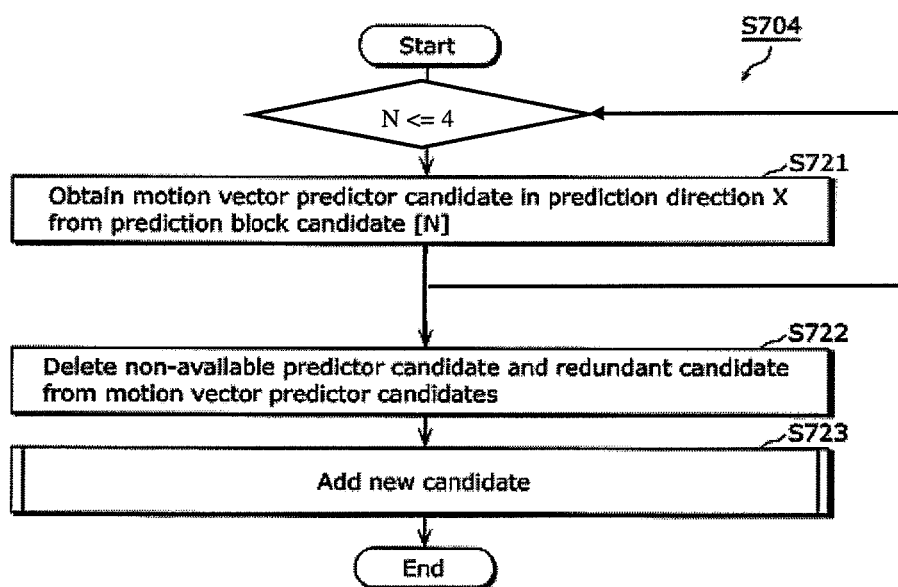 S704
Start
N <= 4
S721
Obtain motion vector predictor candidate in prediction direction X
from prediction block candidate [N]
S722
Delete non-available predictor candidate and redundant candidate
from motion vector predictor candidates
S723
Add new candidate
End